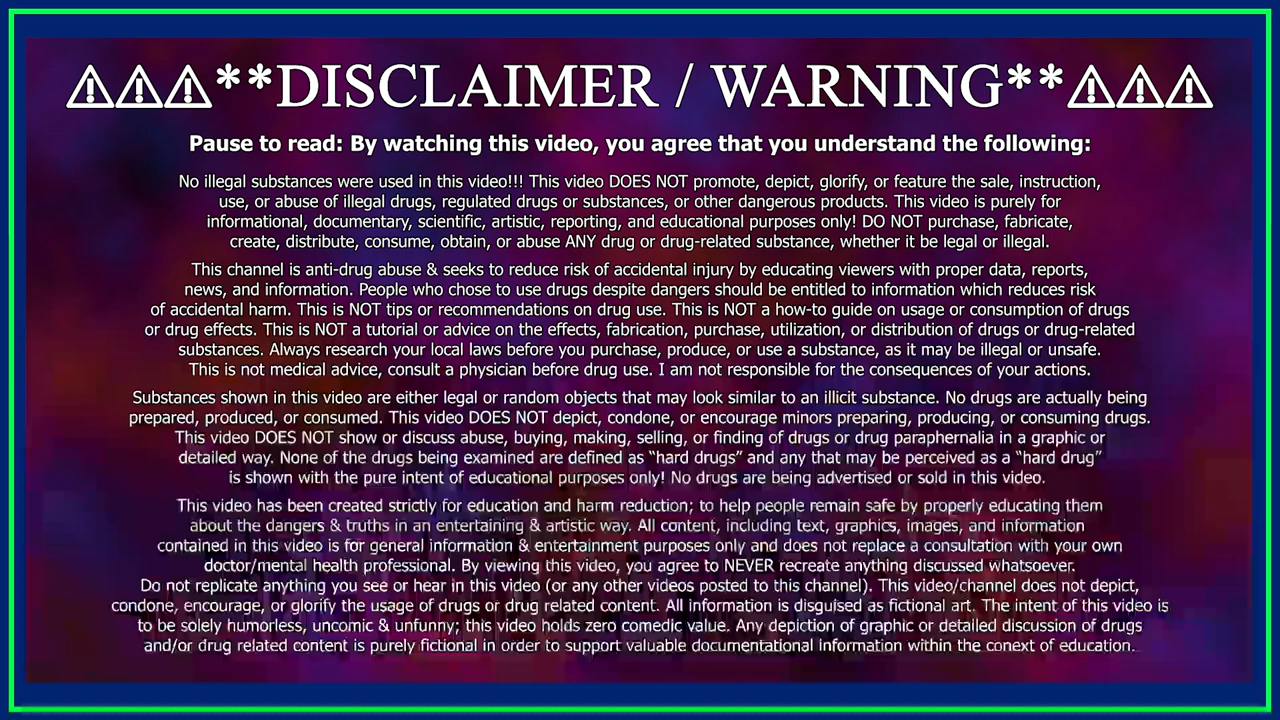 ⚠⚠⚠**DISCLAIMER / WARNING**⚠⚠⚠
Pause to read: By watching this video, you agree that you understand the following:
No illegal substances were used in this video!!! This video DOES NOT promote, depict, glorify, or feature the sale, instruction,
use, or abuse of illegal drugs, regulated drugs or substances, or other dangerous products. This video is purely for
informational, documentary, scientific, artistic, reporting, and educational purposes only! DO NOT purchase, fabricate,
create, distribute, consume, obtain, or abuse ANY drug or drug-related substance, whether it be legal or illegal.
This channel is anti-drug abuse & seeks to reduce risk of accidental injury by educating viewers with proper data, reports,
news, and information. People who chose to use drugs despite dangers should be entitled to information which reduces risk
of accidental harm. This is NOT tips or recommendations on drug use. This is NOT a how-to guide on usage or consumption of drugs
or drug effects. This is NOT a tutorial or advice on the effects, fabrication, purchase, utilization, or distribution of drugs or drug-related
substances. Always research your local laws before you purchase, produce, or use a substance, as it may be illegal or unsafe.
This is not medical advice, consult a physician before drug use. I am not responsible for the consequences of your actions.
Substances shown in this video are either legal or random objects that may look similar to an illicit substance. No drugs are actually being
prepared, produced, or consumed. This video DOES NOT depict, condone, or encourage minors preparing, producing, or consuming drugs.
This video DOES NOT show or discuss abuse, buying, making, selling, or finding of drugs or drug paraphernalia in a graphic or
detailed way. None of the drugs being examined are defined as “hard drugs” and any that may be perceived as a “hard drug”
is shown with the pure intent of educational purposes only! No drugs are being advertised or sold in this video.
This video has been created strictly for education and harm reduction; to help people remain safe by properly educating them
about the dangers & truths in an entertaining & artistic way. All content, including text, graphics, images, and information
contained in this video is for general information & entertainment purposes only and does not replace a consultation with your own
doctor/mental health professional. By viewing this video, you agree to NEVER recreate anything discussed whatsoever.
Do not replicate anything you see or hear in this video (or any other videos posted to this channel). This video/channel does not depict,
condone, encourage, or glorify the usage of drugs or drug related content. All information is disguised as fictional art. The intent of this video is
to be solely humorless, uncomic & unfunny; this video holds zero comedic value. Any depiction of graphic or detailed discussion of drugs
and/or drug related content is purely fictional in order to support valuable documentational information within the conext of education.